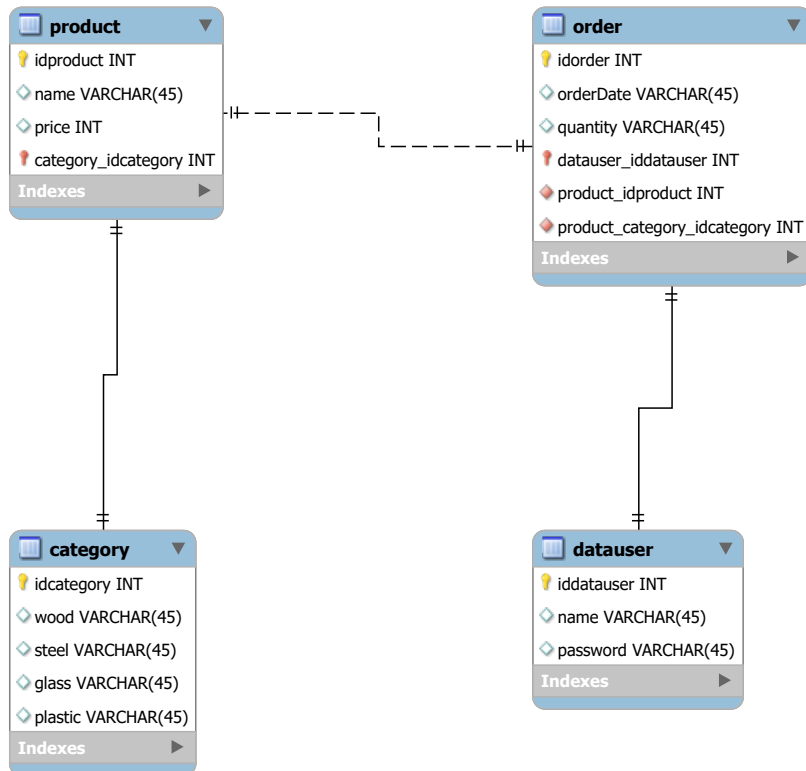 product
idproduct INT
name VARCHAR(45)
price INT
category_idcategory INT
Indexes
order
idorder INT
orderDate VARCHAR(45)
quantity VARCHAR(45)
datauser_iddatauser INT
product_idproduct INT
product_category_idcategory INT
Indexes
category
idcategory INT
wood VARCHAR(45)
steel VARCHAR(45)
glass VARCHAR(45)
plastic VARCHAR(45)
Indexes
datauser
iddatauser INT
name VARCHAR(45)
password VARCHAR(45)
Indexes